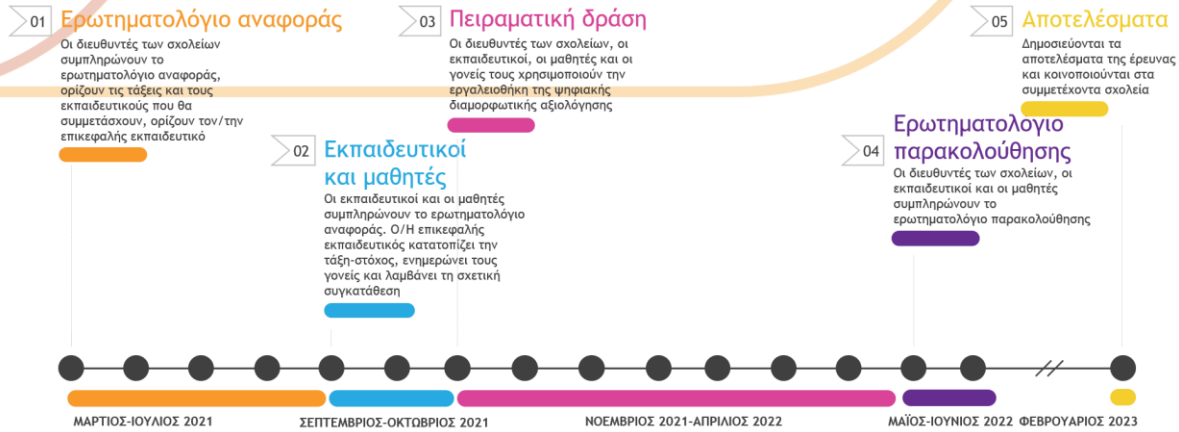 01 Ερωτηματολόγιο αναφοράς
Οι διευθυντές των σχολείων
συμπληρώνουν το
ερωτηματολόγιο αναφοράς,
ορίζουν τις τάξεις και τους
εκπαιδευτικούς που θα
συμμετάσχουν, ορίζουν τον/την
επικεφαλής εκπαιδευτικό
02 Εκπαιδευτικοί
και μαθητές
Οι εκπαιδευτικοί και οι μαθητές
συμπληρώνουν το ερωτηματολόγιο
αναφοράς. Ο/Η επικεφαλής
εκπαιδευτικός κατατοπίζει την
τάξη-στόχος, ενημερώνει τους
γονείς και λαμβάνει τη σχετική
συγκατάθεση
03 Πειραματική δράση
Οι διευθυντές των σχολείων, οι
εκπαιδευτικοί, οι μαθητές και οι
γονείς τους χρησιμοποιούν την
εργαλειοθήκη της ψηφιακής
διαμορφωτικής αξιολόγησης
04 Ερωτηματολόγιο
παρακολούθησης
Οι διευθυντές των σχολείων, οι
εκπαιδευτικοί και οι μαθητές
συμπληρώνουν το
ερωτηματολόγιο παρακολούθησης
05 Αποτελέσματα
Δημοσιεύονται τα
αποτελέσματα της έρευνας
και κοινοποιούνται στα
συμμετέχοντα σχολεία
ΜΑΡΤΙΟΣ-ΙΟΥΛΙΟΣ 2021
ΣΕΠΤΕΜΒΡΙΟΣ-ΟΚΤΩΒΡΙΟΣ 2021
ΝΟΕΜΒΡΙΟΣ 2021-ΑΠΡΙΛΙΟΣ 2022
ΜΑΪΟΣ-ΙΟΥΝΙΟΣ 2022
ΦΕΒΡΟΥΑΡΙΟΣ 2023